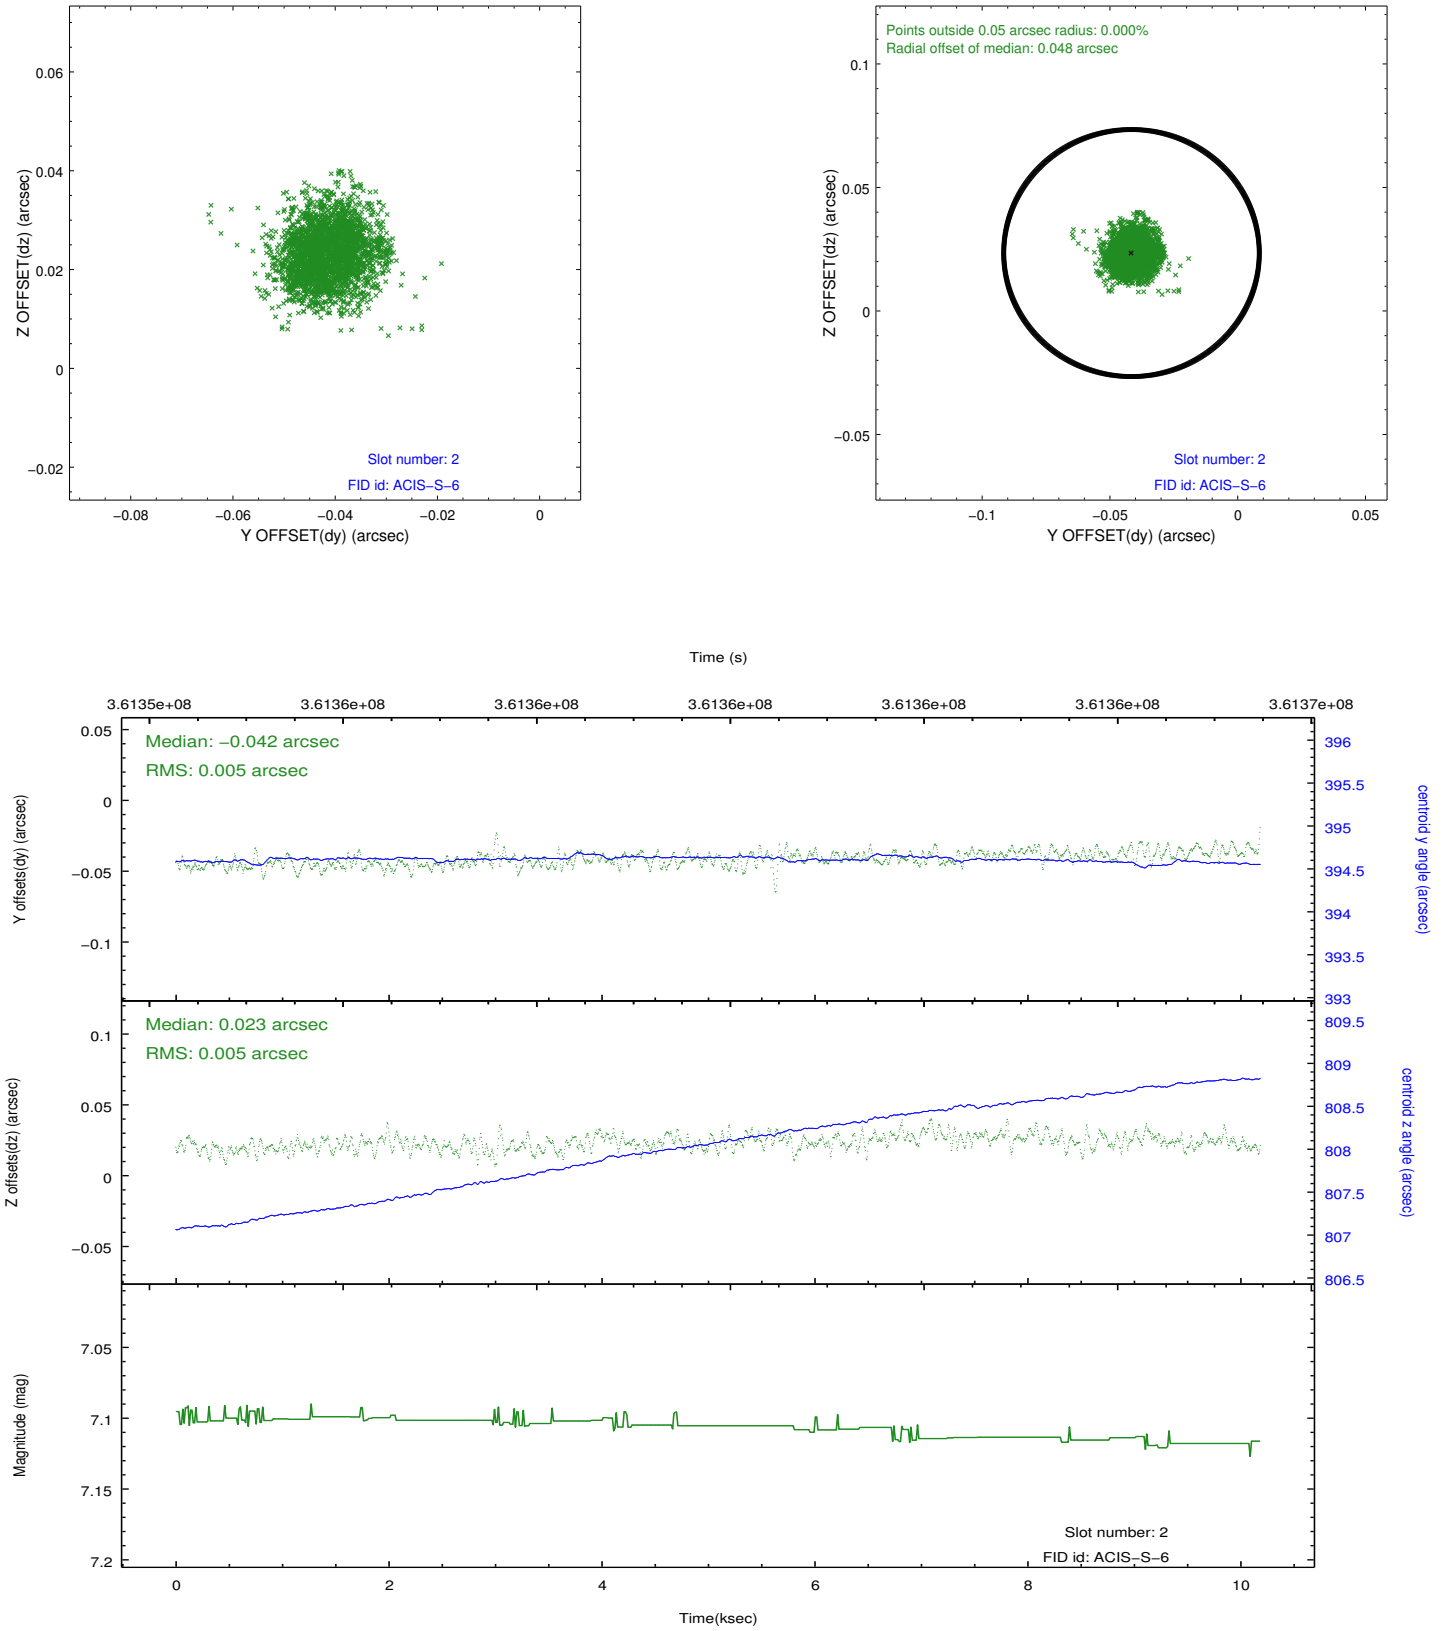 0.06
0.04
0.02
0
−0.02
−0.08
−0.06
−0.04
−0.02
0
Z OFFSET(dz) (arcsec)
Y OFFSET(dy) (arcsec)
Slot number: 2
FID id: ACIS−S−6
Points outside 0.05 arcsec radius: 0.000%
Radial offset of median: 0.048 arcsec
0.1
0.05
0
−0.05
−0.1
−0.05
0
0.05
Z OFFSET(dz) (arcsec)
Y OFFSET(dy) (arcsec)
Slot number: 2
FID id: ACIS−S−6
Time (s)
3.6135e+08
3.6136e+08
3.6136e+08
3.6136e+08
3.6136e+08
3.6136e+08
3.6137e+08
Median: −0.042 arcsec
RMS: 0.005 arcsec
0.05
0
−0.05
−0.1
Y offsets(dy) (arcsec)
396
395.5
395
394.5
394
393.5
393
centroid y angle (arcsec)
Median: 0.023 arcsec
RMS: 0.005 arcsec
0.1
0.05
0
−0.05
Z offsets(dz) (arcsec)
809.5
809
808.5
808
807.5
807
806.5
centroid z angle (arcsec)
7.05
7.1
7.15
7.2
Magnitude (mag)
Slot number: 2
FID id: ACIS−S−6
0
2
4
6
8
10
Time(ksec)